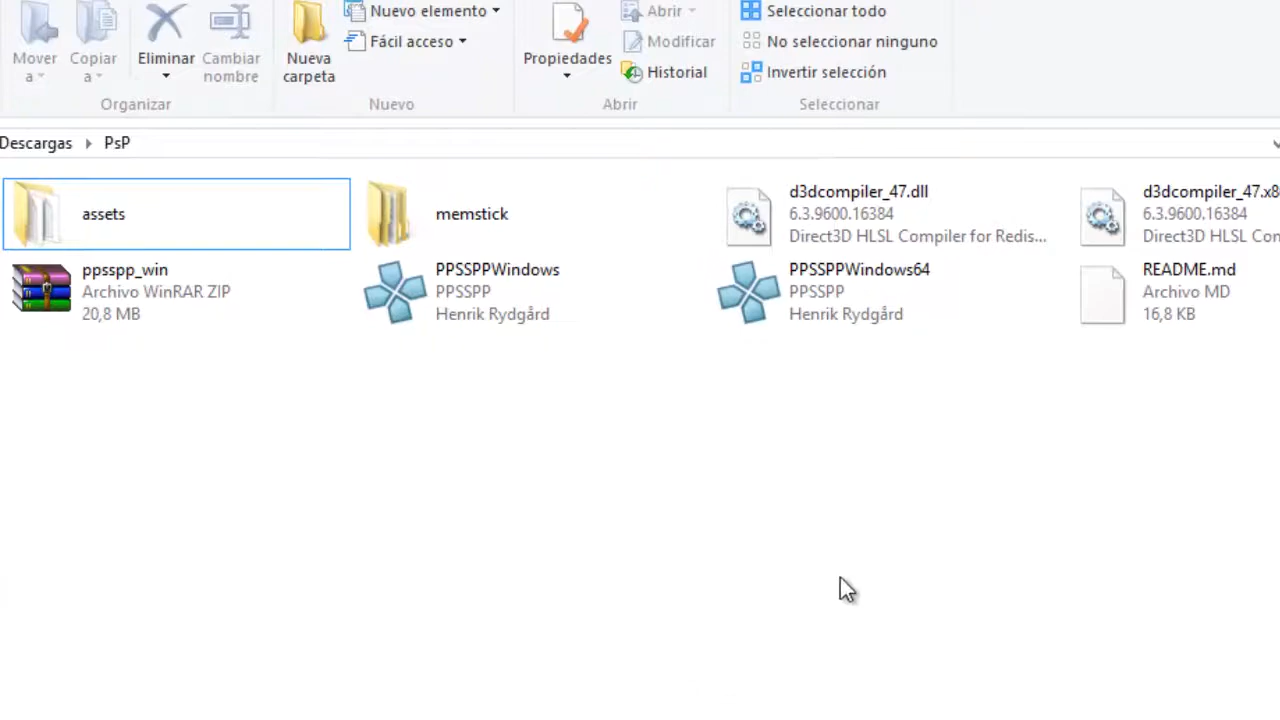 Mover a
Copiar a
Eliminar
Cambiar nombre
Organizar
Nueva carpeta
Nuevo elemento
Fácil acceso
Nuevo
Propiedades
Abrir
Modificar
Historial
Abrir
Seleccionar todo
No seleccionar ninguno
Invertir selección
Seleccionar
Descargas PsP
assets
memstick
d3dcompiler_47.dll
6.3.9600.16384
Direct3D HLSL Compiler for Redis...
d3dcompiler_47.x8
6.3.9600.16384
Direct3D HLSL Con
ppsspp_win
Archivo WinRAR ZIP
20,8 MB
PPSSPPWindows
PPSSPP
Henrik Rydgård
PPSSPPWindows64
PPSSPP
Henrik Rydgård
README.md
Archivo MD
16,8 KB